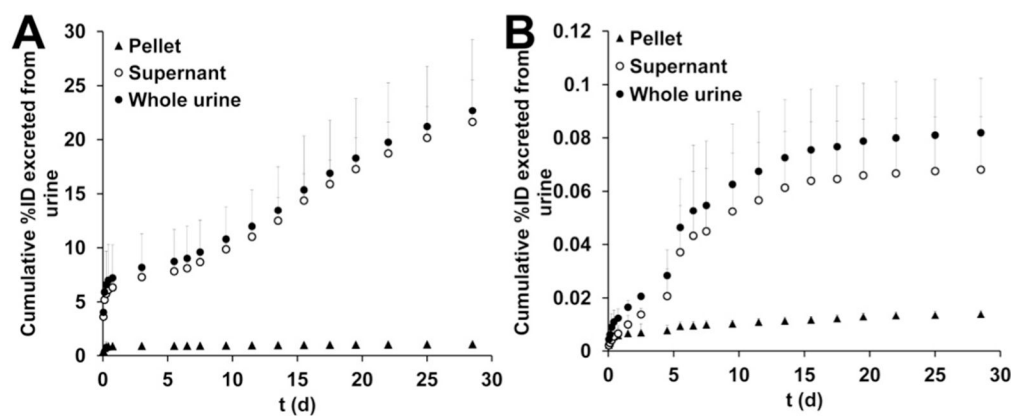 A
Cumulative %ID excreted from
urine
30
25
20
15
10
5
0
▲ Pellet
○ Supernant
● Whole urine
0 5 10 15 20 25 30
t (d)
B
Cumulative %ID excreted from
urine
0.12
0.1
0.08
0.06
0.04
0.02
0
▲ Pellet
○ Supernant
● Whole urine
0 5 10 15 20 25 30
t (d)